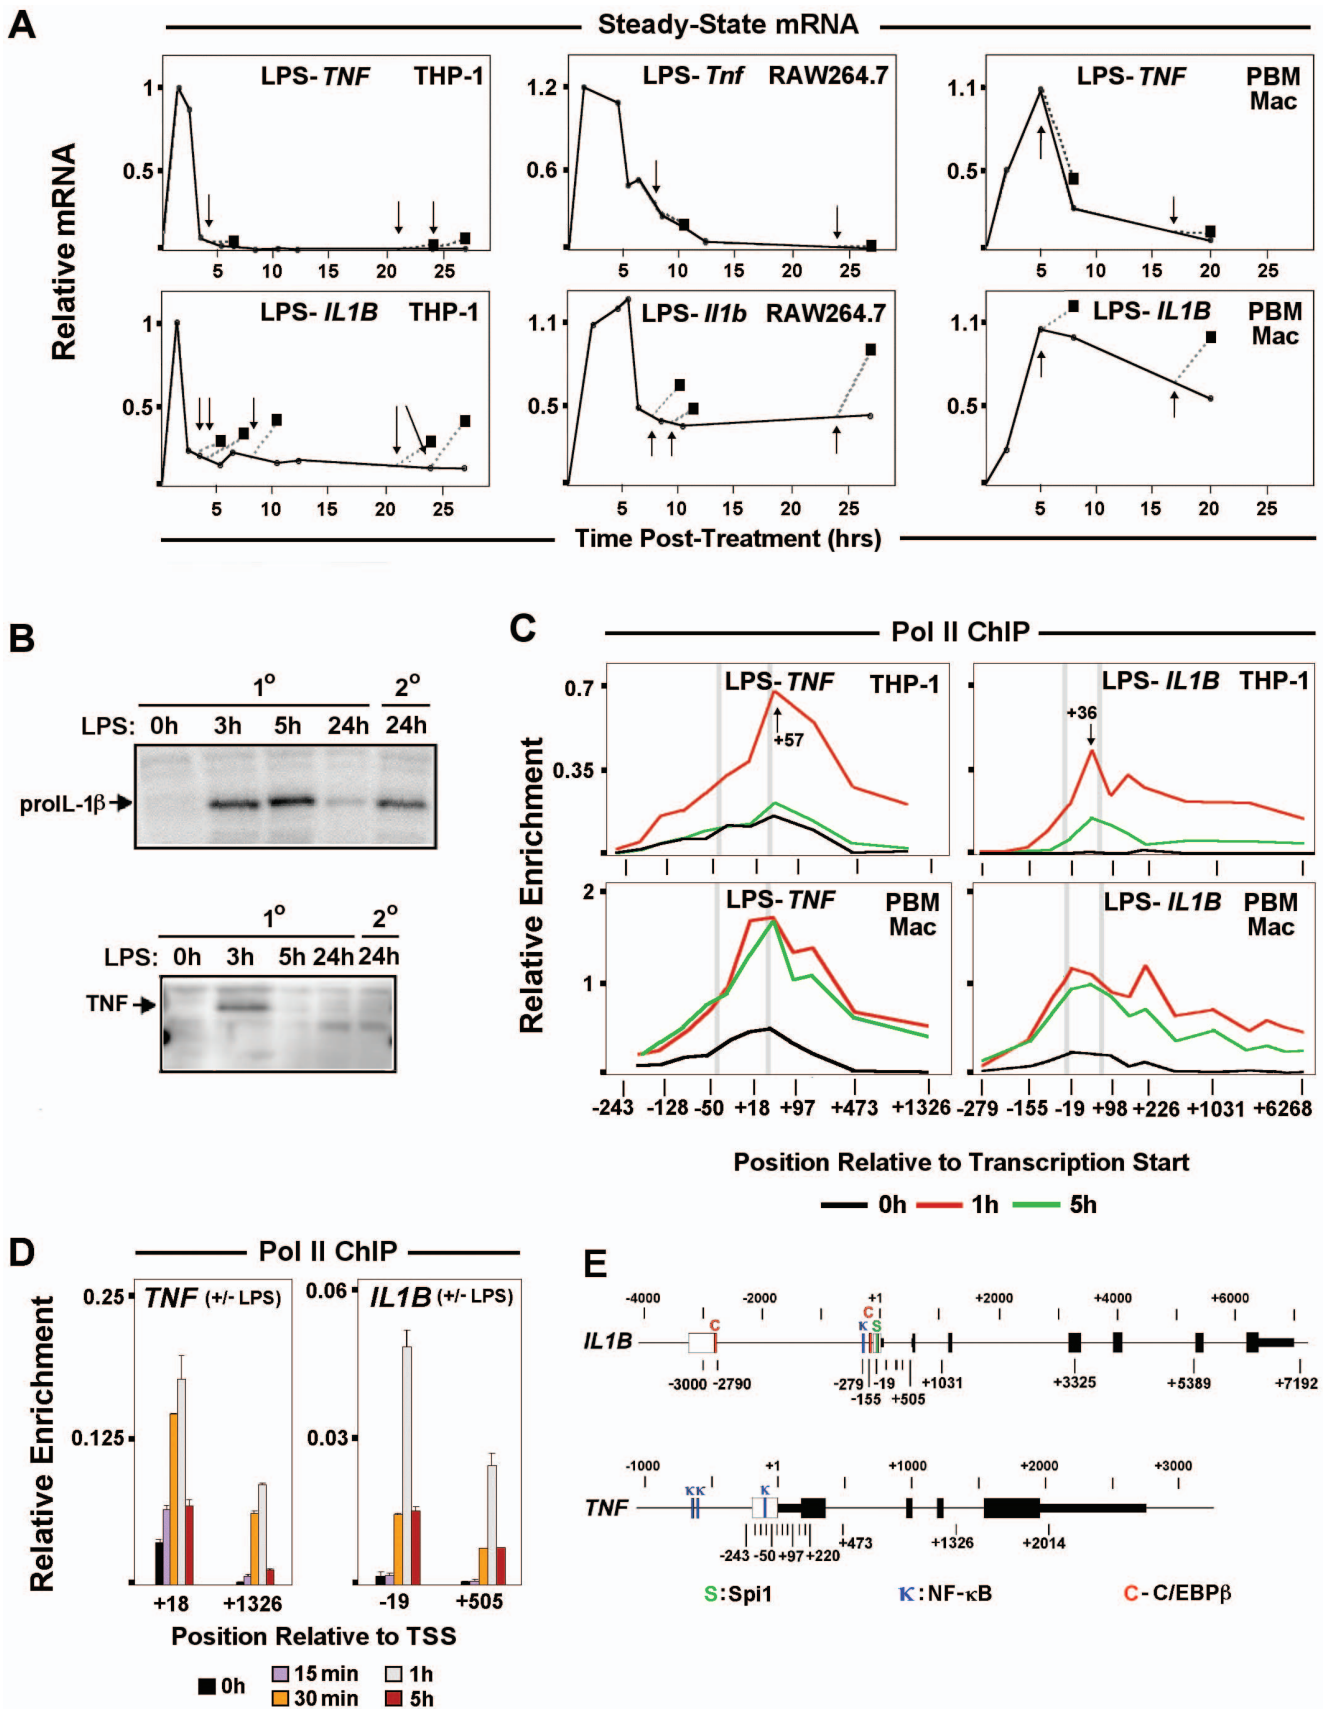 A
Steady-State mRNA
Relative mRNA
LPS- TNF THP-1
1
0.5
5 10 15 20 25
LPS- Tnf RAW264.7
1.2
0.6
5 10 15 20 25
LPS- TNF PBM
Mac
1.1
0.5
5 10 15 20 25
LPS- IL1B THP-1
1
0.5
5 10 15 20 25
LPS- Il1b RAW264.7
1.1
0.5
5 10 15 20 25
LPS- IL1B PBM
Mac
1.1
0.5
5 10 15 20 25
Time Post-Treatment (hrs)
B
1° 2°
LPS: 0h 3h 5h 24h 24h
proIL-1β
1° 2°
LPS: 0h 3h 5h 24h 24h
TNF
C
Pol II ChIP
Relative Enrichment
LPS- TNF THP-1
0.7
0.35
+57
LPS- IL1B THP-1
+36
LPS- TNF PBM
Mac
2
1
-243 -128 -50 +18 +97 +473 +1326
LPS- IL1B PBM
Mac
-279 -155 -19 +98 +226 +1031 +6268
Position Relative to Transcription Start
0h 1h 5h
D
Pol II ChIP
Relative Enrichment
TNF (+/- LPS)
0.25
0.125
+18 +1326
IL1B (+/- LPS)
0.06
0.03
-19 +505
Position Relative to TSS
0h 15 min 1h
30 min 5h
E
-4000 -2000 +1 +2000 +4000 +6000
C
C
κ S
IL1B
-3000 -2790 -279 -19 +1031 +3325 +5389 +7192
-155 +505
-1000 +1 +1000 +2000 +3000
κκ κ
TNF
-243 -50 +97 +220 +473 +1326 +2014
S:Spi1 κ:NF-κB C-C/EBPβ